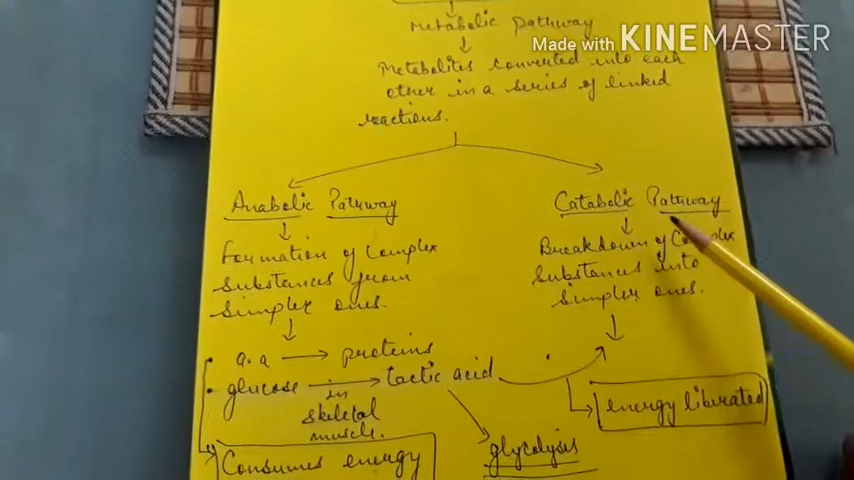 Made with KINEMASTER
Metabolic Pathway
Metabolites converted into each
other in a series of linked
reactions.
Anabolic Pathway
Formation of Complex
Substances from
Simplex ones.
a.a → proteins
glucose → lactic acid
in
skeletal
muscle.
Consumes energy
glycolysis
Catabolic Pathway
Breakdown of Complex
Substances into
Simplex ones.
energy liberated